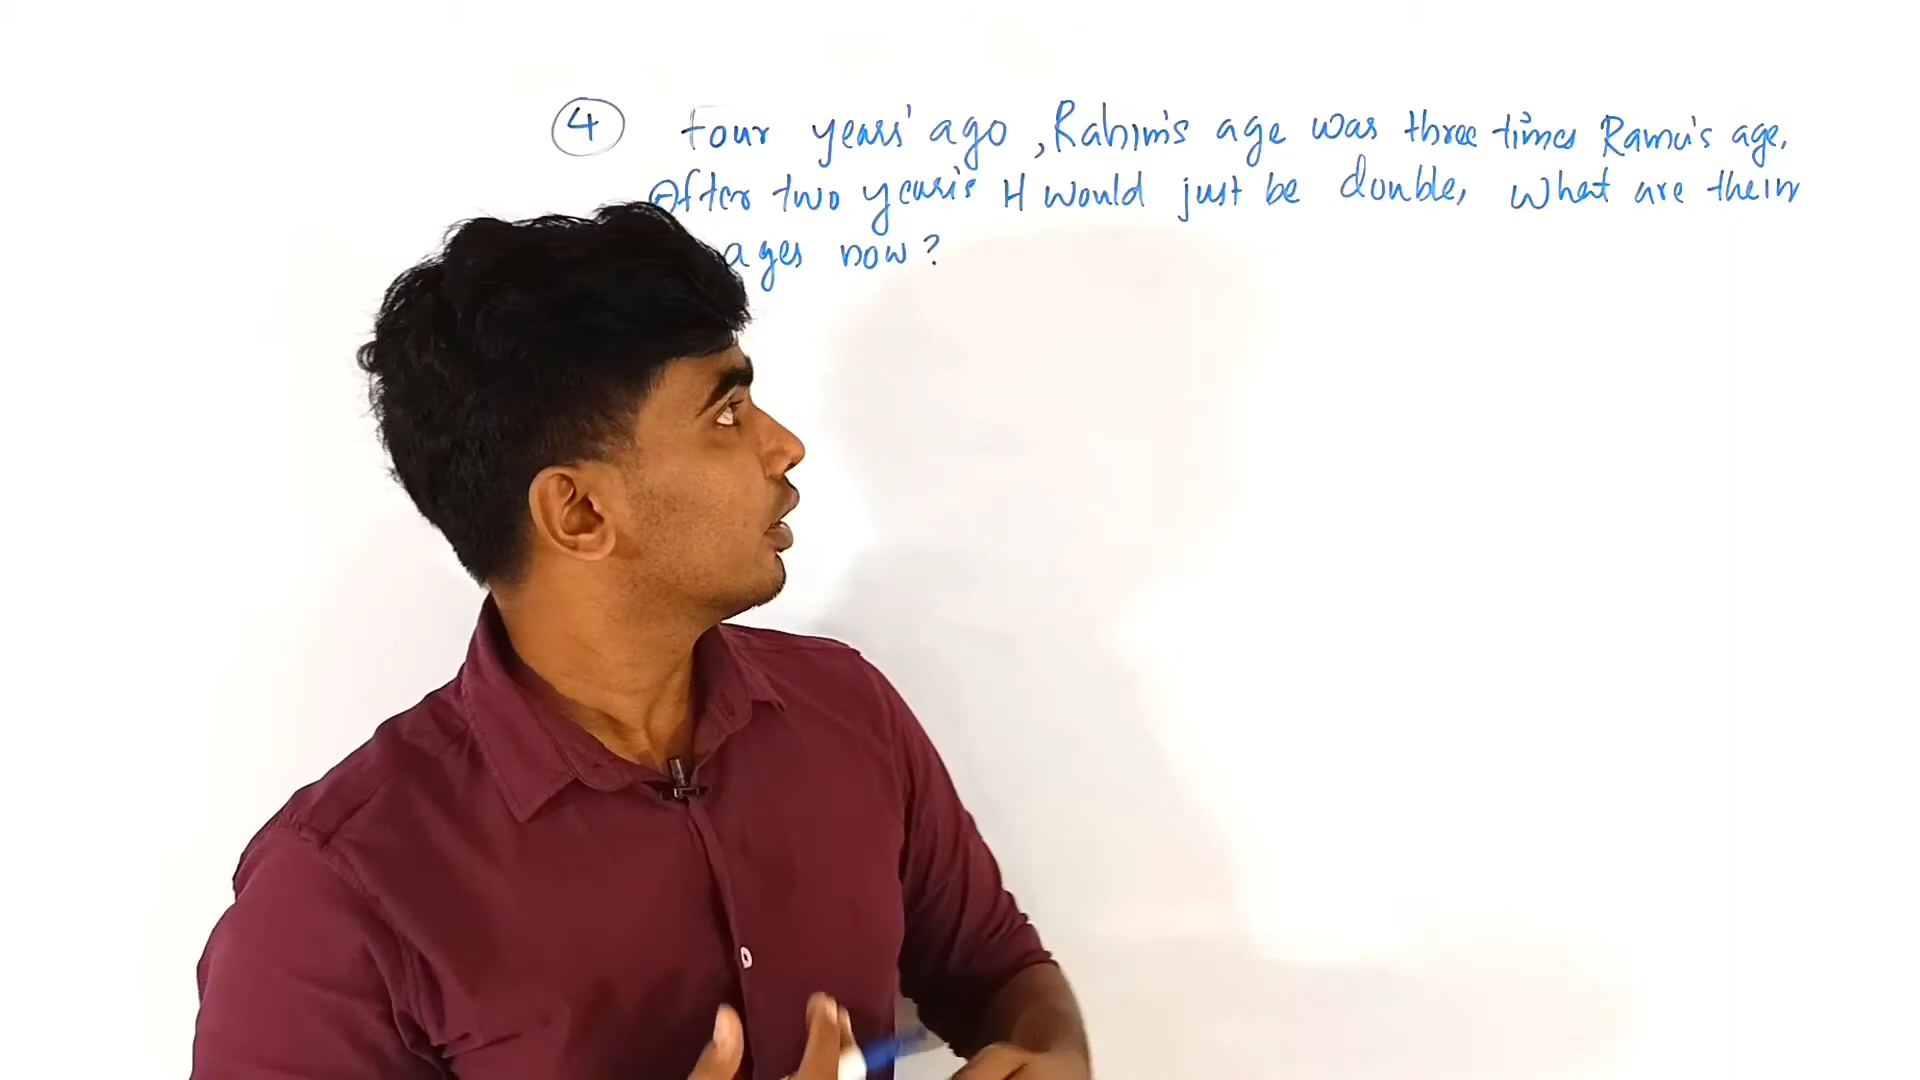 4 Four years' ago, Rahim's age was three times Ramu's age.
After two year's H would just be double, what are their
ages now?